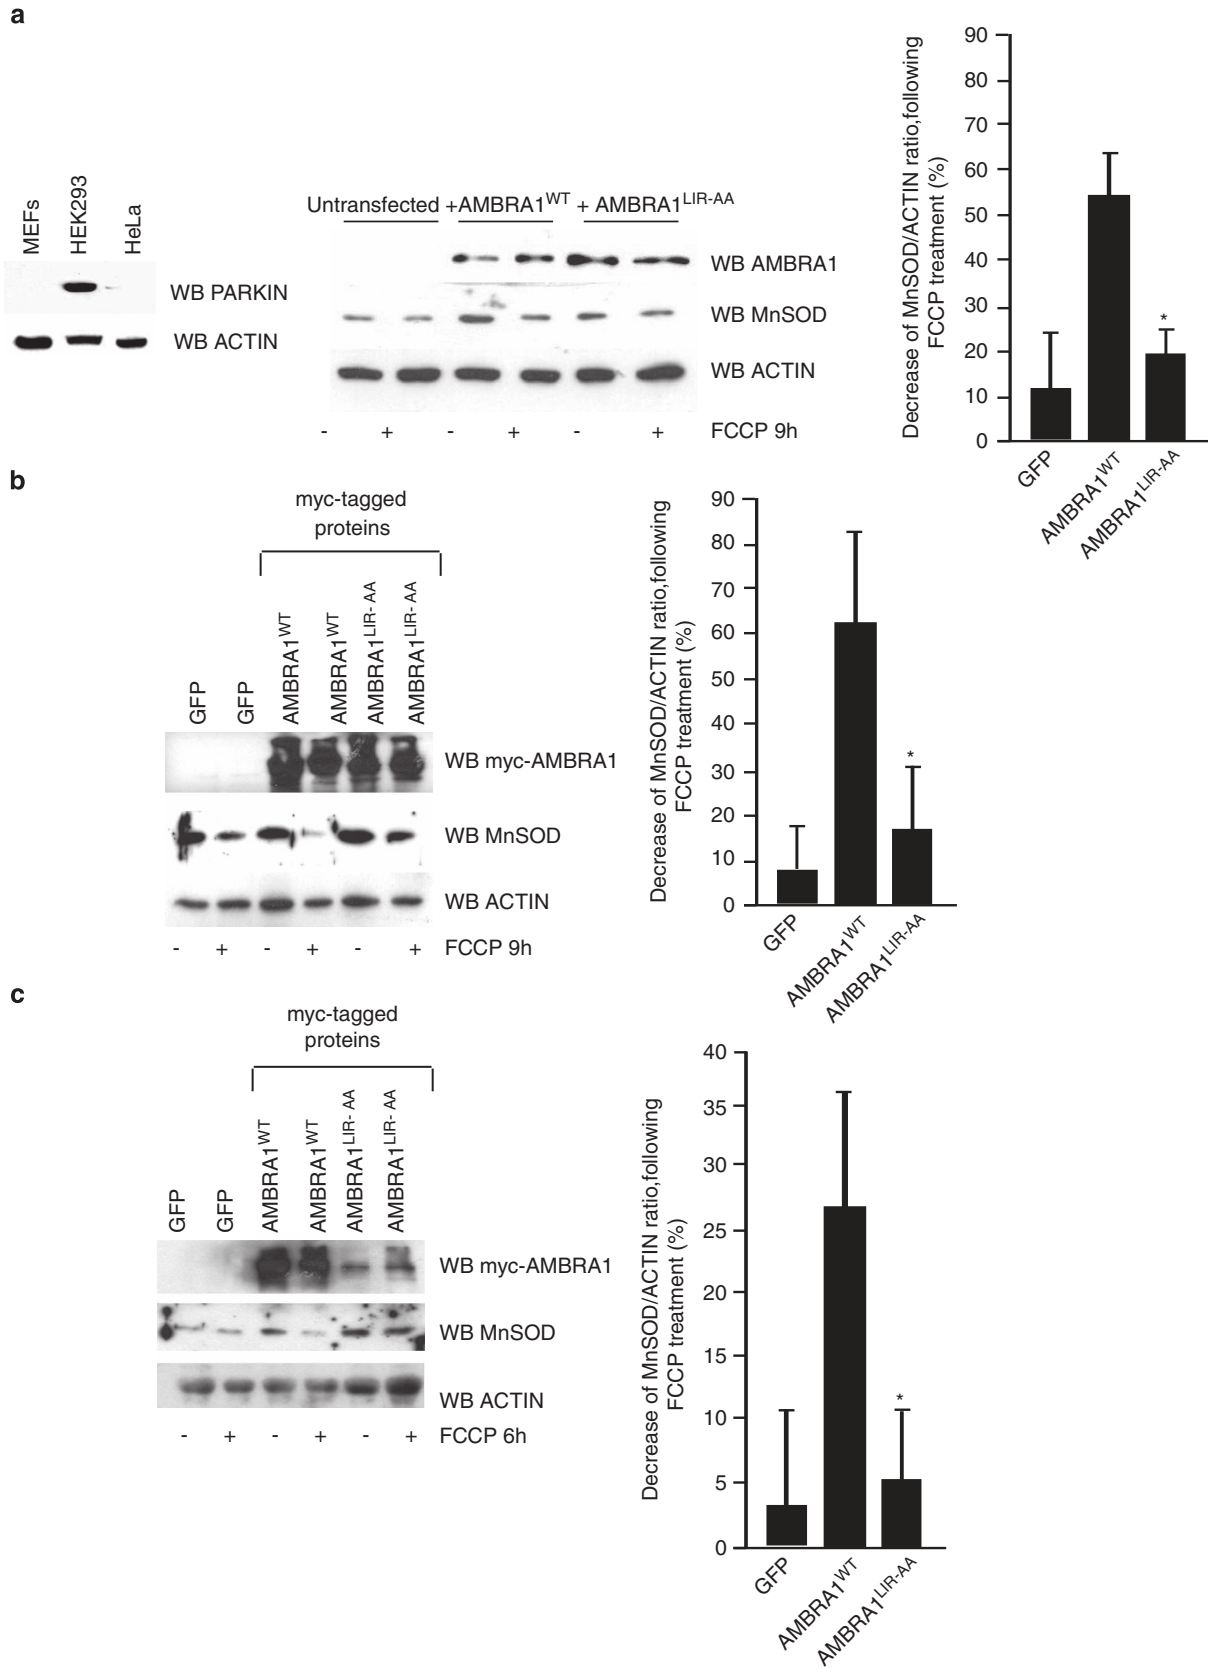 a
MEFs
HEK293
HeLa
WB PARKIN
WB ACTIN
Untransfected +AMBRA1WT + AMBRA1LIR-AA
WB AMBRA1
WB MnSOD
WB ACTIN
- + - + - + FCCP 9h
Decrease of MnSOD/ACTIN ratio,following
FCCP treatment (%)
90
80
70
60
50
40
30
20
10
0
*
GFP
AMBRA1WT
AMBRA1LIR-AA
b
myc-tagged
proteins
GFP
GFP
AMBRA1WT
AMBRA1WT
AMBRA1LIR- AA
AMBRA1LIR- AA
WB myc-AMBRA1
WB MnSOD
WB ACTIN
- + - + - + FCCP 9h
Decrease of MnSOD/ACTIN ratio,following
FCCP treatment (%)
90
80
70
60
50
40
30
20
10
0
*
GFP
AMBRA1WT
AMBRA1LIR-AA
c
myc-tagged
proteins
GFP
GFP
AMBRA1WT
AMBRA1WT
AMBRA1LIR- AA
AMBRA1LIR- AA
WB myc-AMBRA1
WB MnSOD
WB ACTIN
- + - + - + FCCP 6h
Decrease of MnSOD/ACTIN ratio,following
FCCP treatment (%)
40
35
30
25
20
15
10
5
0
*
GFP
AMBRA1WT
AMBRA1LIR-AA